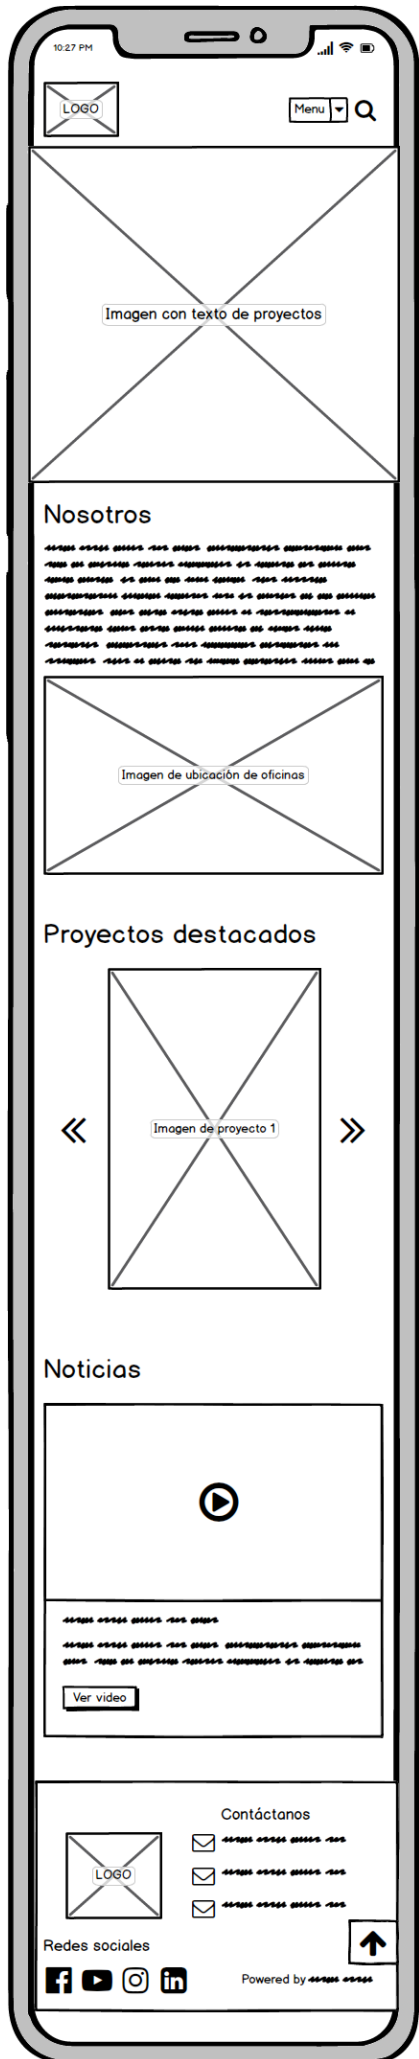 10:27 PM
LOGO
Menu
Imagen con texto de proyectos
Nosotros
Imagen de ubicación de oficinas
Proyectos destacados
Imagen de proyecto 1
Noticias
Ver video
Contáctanos
LOGO
Redes sociales
Powered by